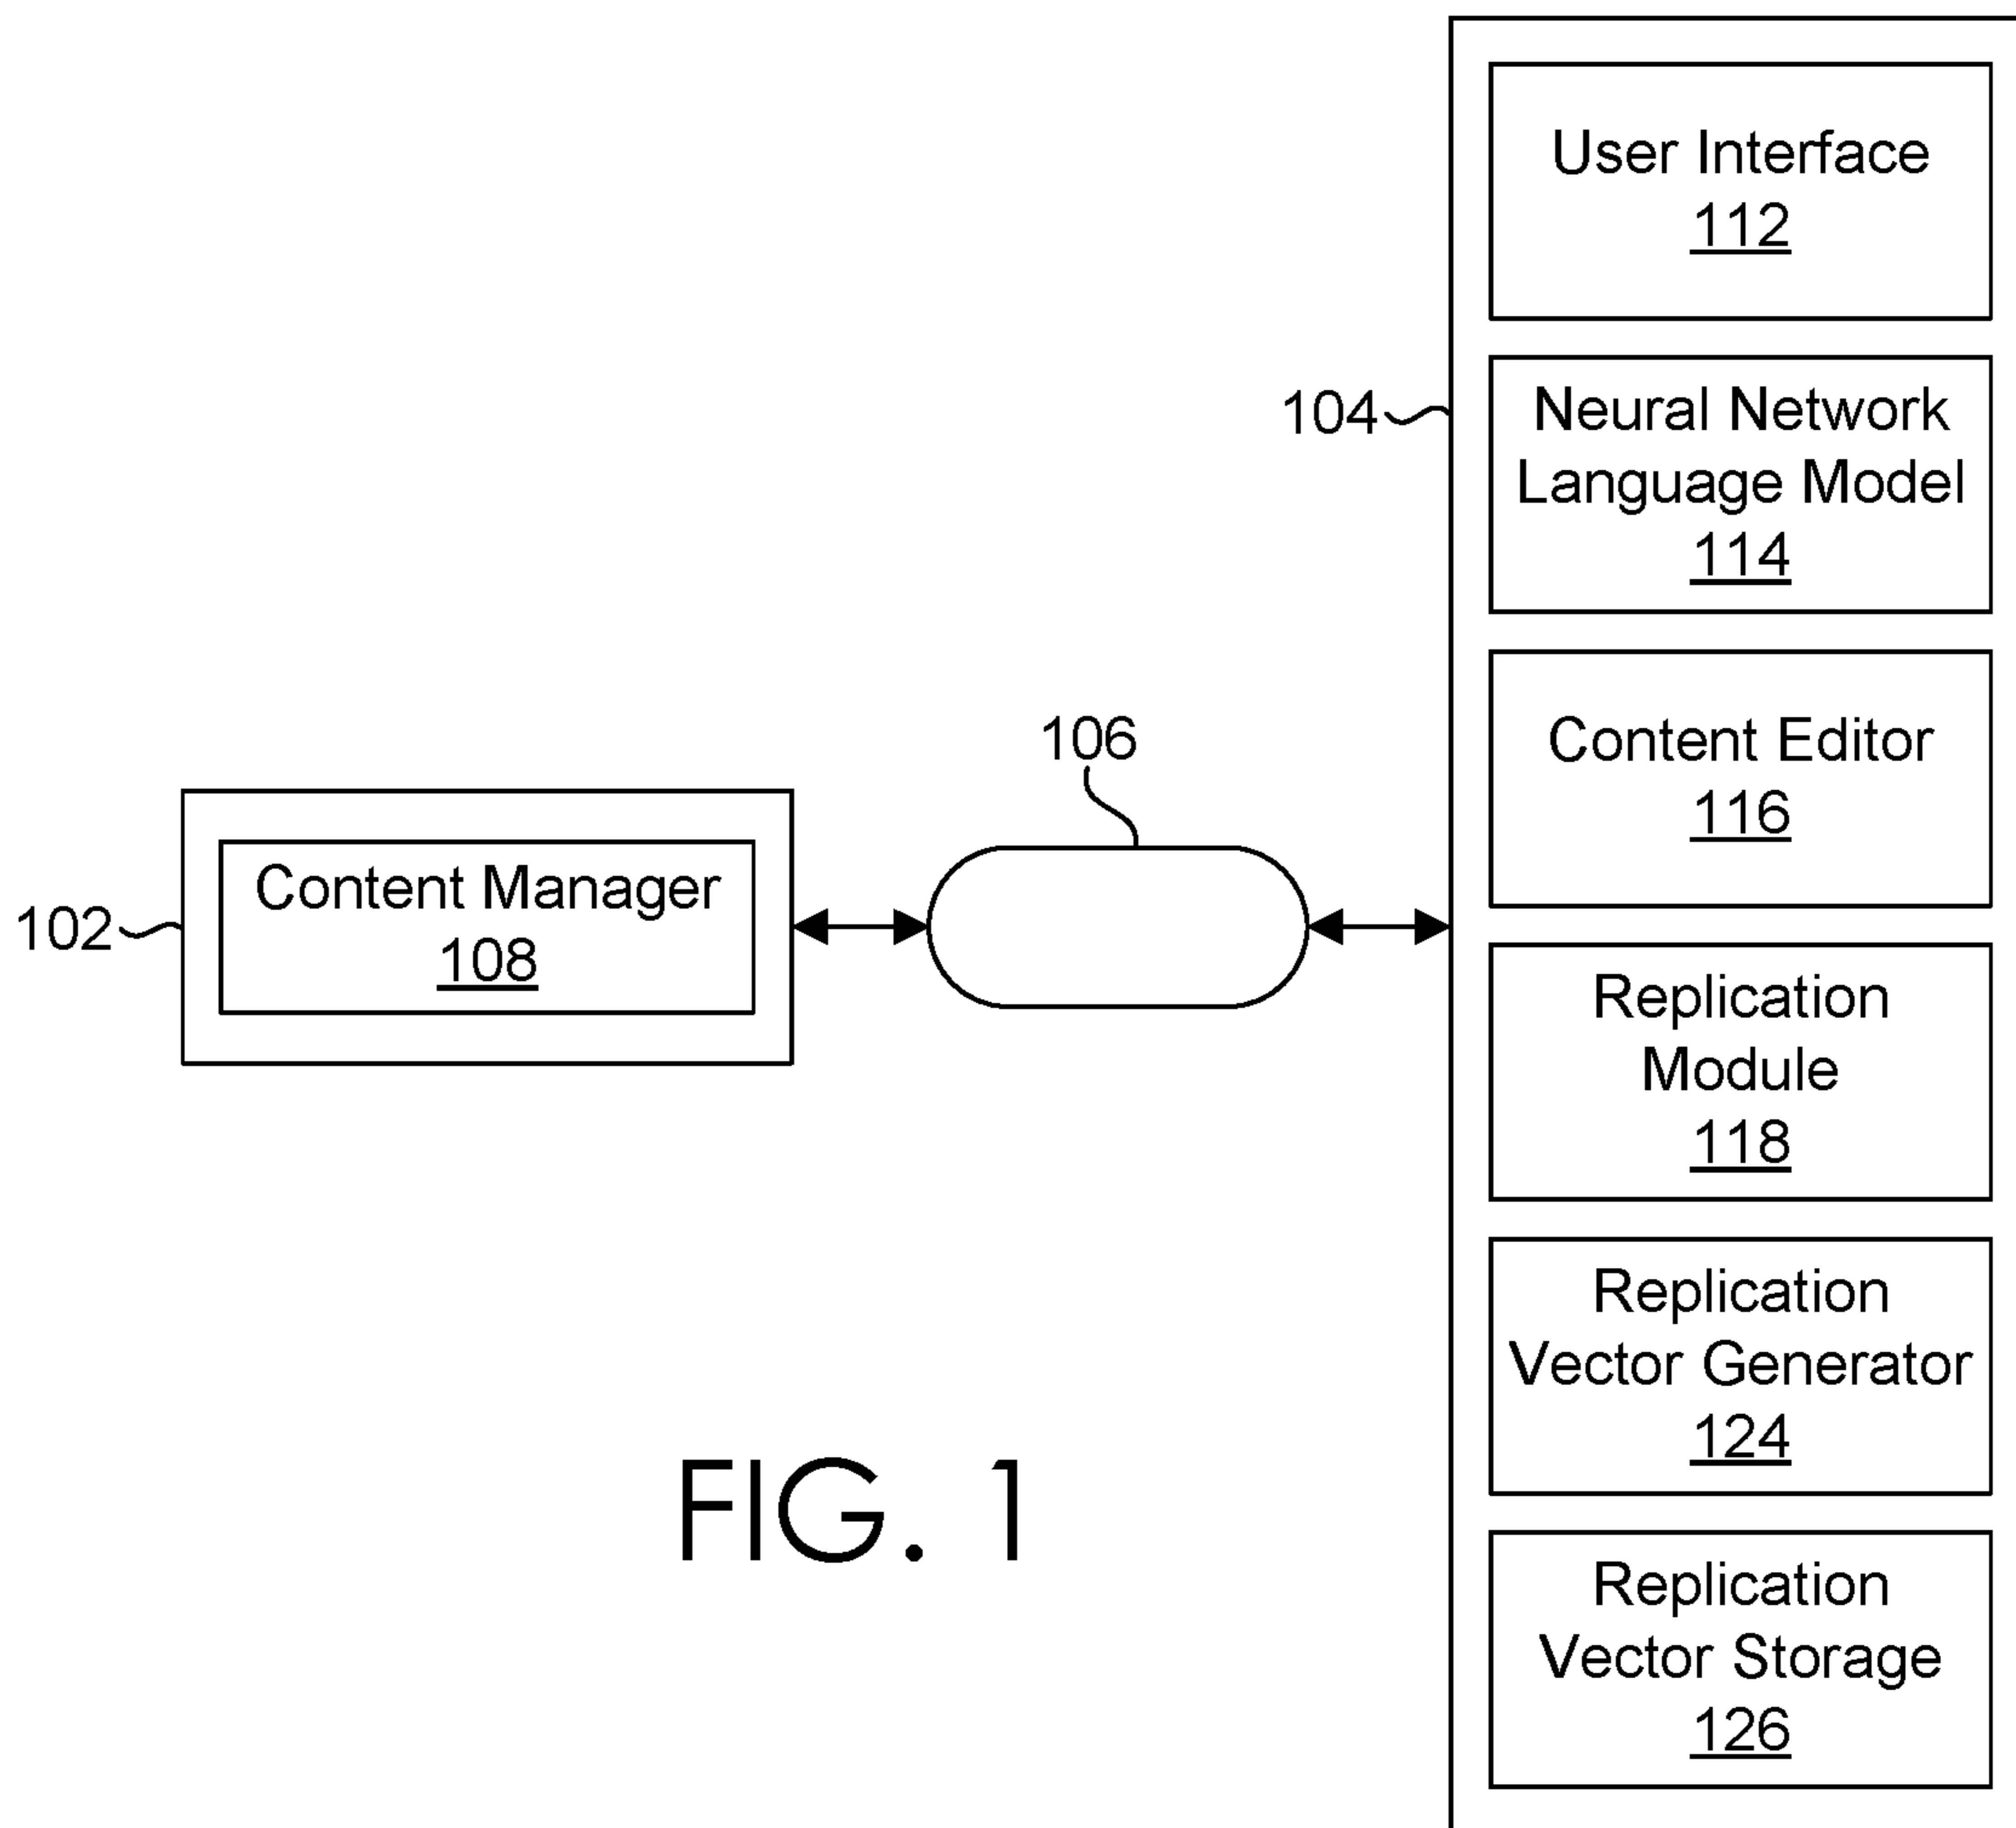 User Interface
112
104
Neural Network
Language Model
114
106
Content Editor
116
102
Content Manager
108
Replication
Module
118
Replication
Vector Generator
124
FIG. 1
Replication
Vector Storage
126